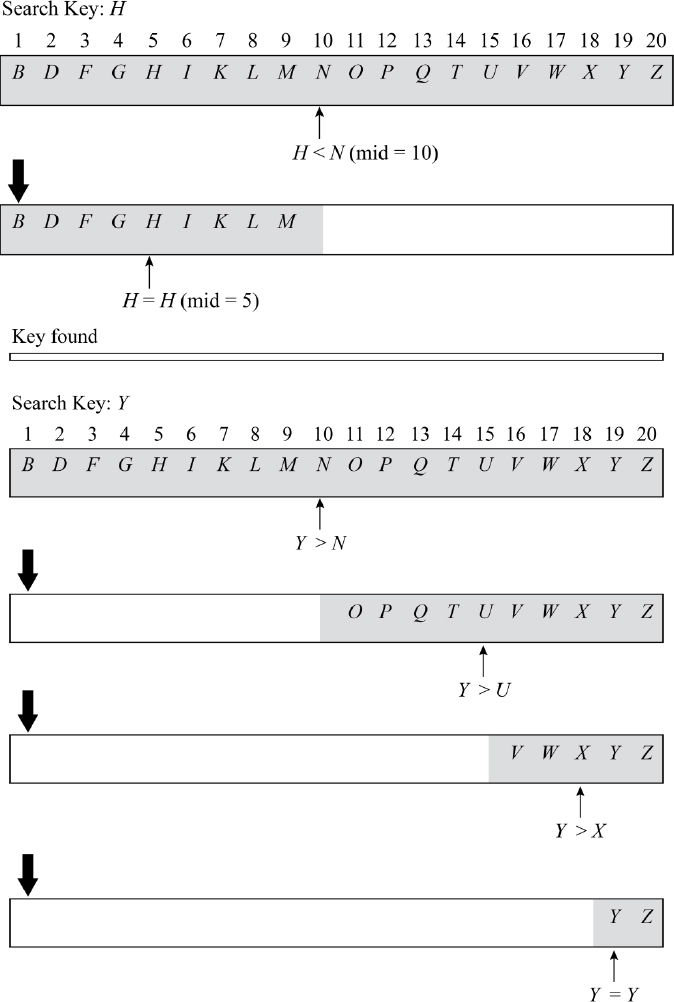 Search Key: H
1 2 3 4 5 6 7 8 9 10 11 12 13 14 15 16 17 18 19 20
B D F G H I K L M N O P Q T U V W X Y Z
H < N (mid = 10)
B D F G H I K L M
H = H (mid = 5)
Key found
Search Key: Y
1 2 3 4 5 6 7 8 9 10 11 12 13 14 15 16 17 18 19 20
B D F G H I K L M N O P Q T U V W X Y Z
Y > N
O P Q T U V W X Y Z
Y > U
V W X Y Z
Y > X
Y Z
Y = Y